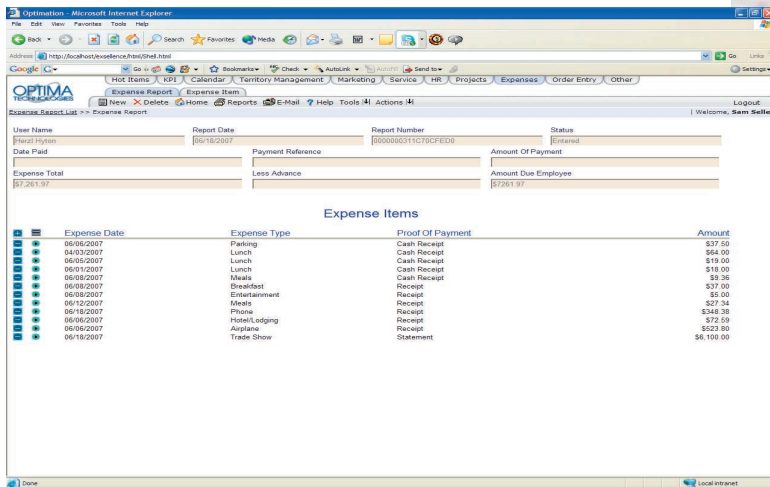 Optimation - Microsoft Internet Explorer
File Edit View Favorites Tools Help
Back Search Favorites Media
Address http://localhost/exsellence/html/Shell.html Go Links
Google G Go Bookmarks Check AutoLink AutoFill Send to Settings
Hot Items KPI Calendar Territory Management Marketing Service HR Projects Expenses Order Entry Other
OPTIMA TECHNOLOGIES
Expense Report Expense Item
New Delete Home Reports E-Mail Help Tools Actions Logout
Expense Report List >> Expense Report | Welcome, Sam Selle
User Name Report Date Report Number Status
Herzl Hyton 06/18/2007 0000000311C70CFED0 Entered
Date Paid Payment Reference Amount Of Payment
Expense Total Less Advance Amount Due Employee
$7,261.97 $7261.97
Expense Items
Expense Date Expense Type Proof Of Payment Amount
06/06/2007 Parking Cash Receipt $37.50
04/03/2007 Lunch Cash Receipt $64.00
06/05/2007 Lunch Cash Receipt $19.00
06/01/2007 Lunch Cash Receipt $18.00
06/08/2007 Meals Cash Receipt $9.36
06/08/2007 Breakfast Receipt $37.00
06/08/2007 Entertainment Receipt $5.00
06/12/2007 Meals Receipt $27.34
06/18/2007 Phone Receipt $348.38
06/06/2007 Hotel/Lodging Receipt $72.59
06/06/2007 Airplane Receipt $523.80
06/18/2007 Trade Show Statement $6,100.00
Done Local intranet